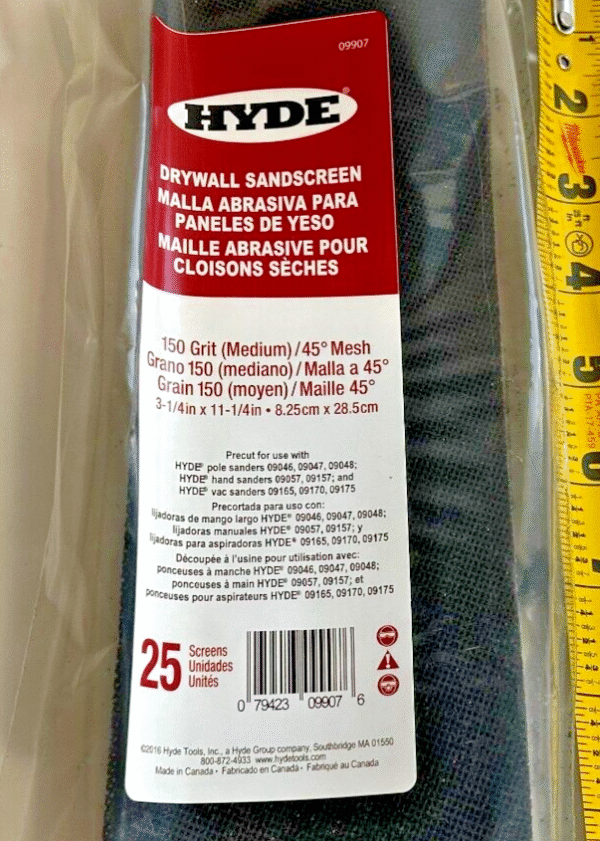 09907
HYDE®
DRYWALL SANDSCREEN
MALLA ABRASIVA PARA
PANELES DE YESO
MAILLE ABRASIVE POUR
CLOISONS SÈCHES
150 Grit (Medium)/45° Mesh
Grano 150 (mediano)/Malla a 45°
Grain 150 (moyen)/Maille 45°
3-1/4in x 11-1/4in • 8.25cm x 28.5cm
Precut for use with
HYDE® pole sanders 09046, 09047, 09048;
HYDE® hand sanders 09057, 09157; and
HYDE® vac sanders 09165, 09170, 09175
Precortada para uso con:
lijadoras de mango largo HYDE® 09046, 09047, 09048;
lijadoras manuales HYDE® 09057, 09157; y
lijadoras para aspiradoras HYDE® 09165, 09170, 09175
Découpée à l'usine pour utilisation avec:
ponceuses à manche HYDE® 09046, 09047, 09048;
ponceuses à main HYDE® 09057, 09157; et
ponceuses pour aspirateurs HYDE® 09165, 09170, 09175
25
Screens
Unidades
Unités
0 79423 09907 6
©2016 Hyde Tools, Inc., a Hyde Group company, Southbridge MA 01550
800-872-4933 www.hydetools.com
Made in Canada • Fabricado en Canadá • Fabriqué au Canada
1
2
Milwaukee
3
4
5
6